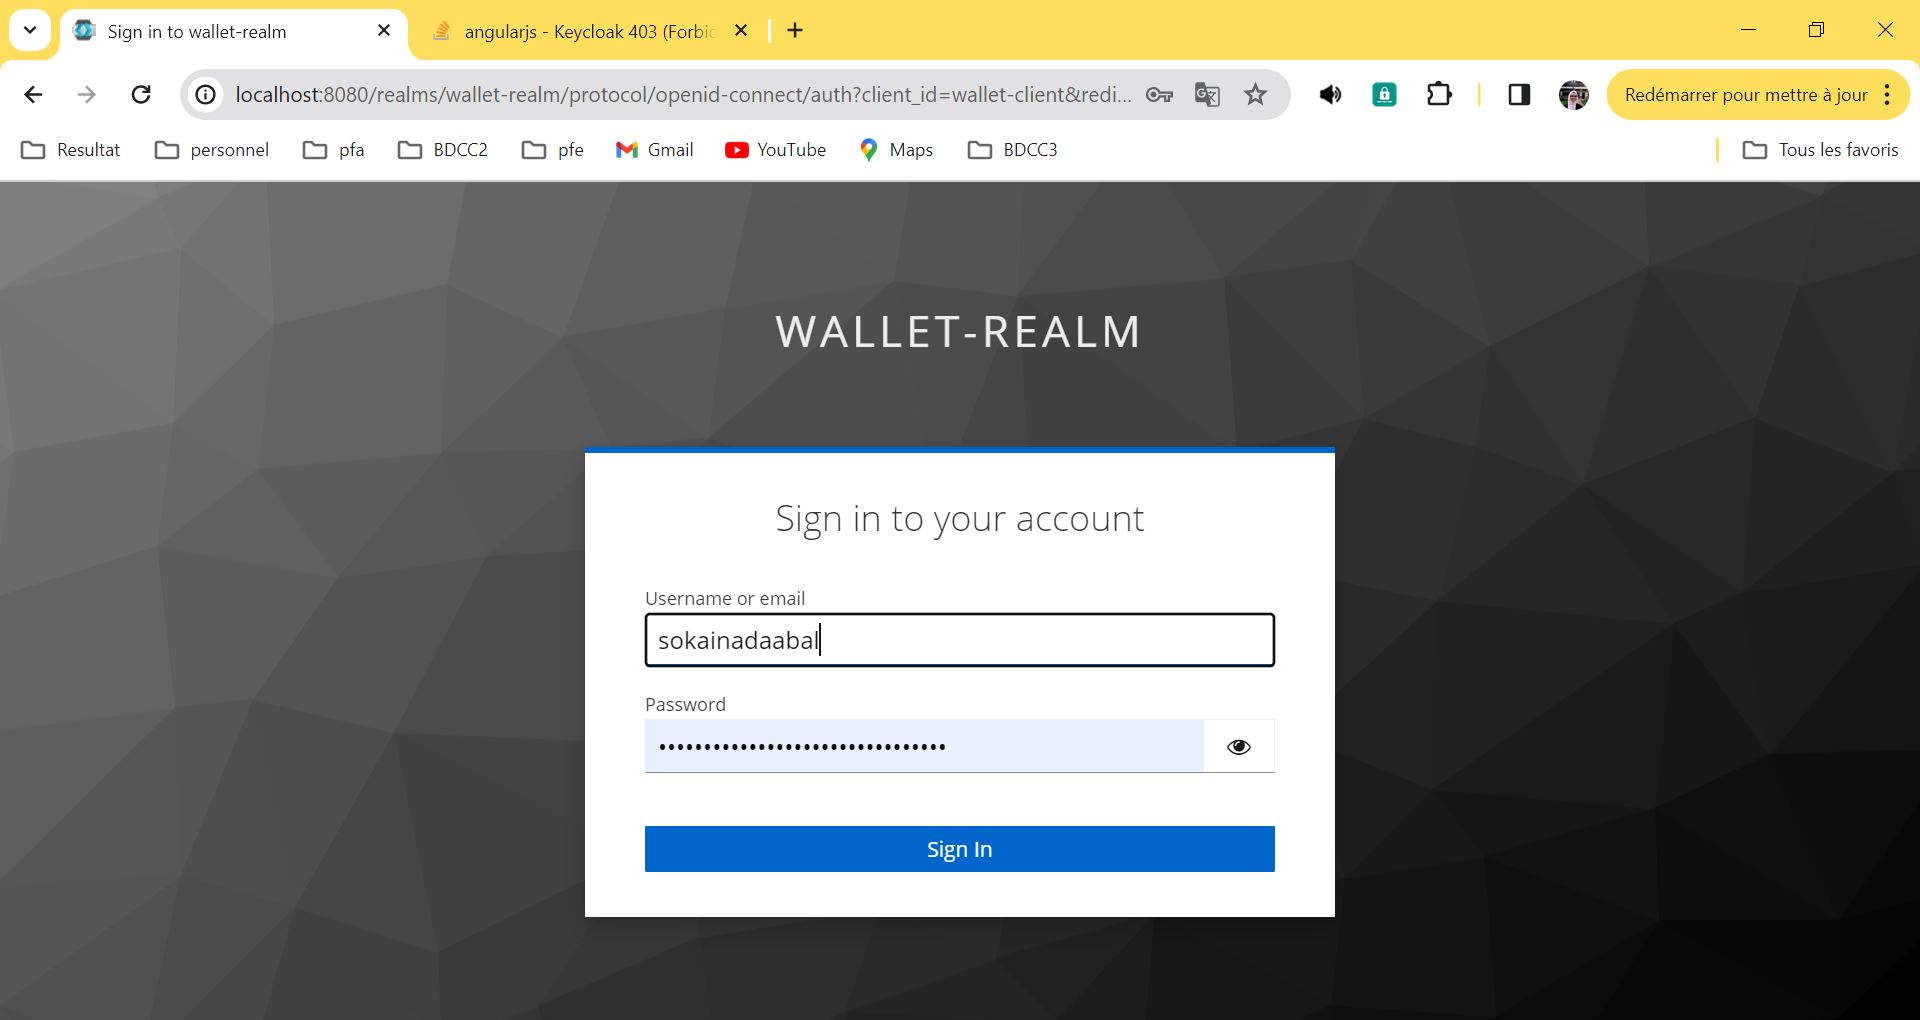 Sign in to wallet-realm
angularjs - Keycloak 403 (Forbi
localhost:8080/realms/wallet-realm/protocol/openid-connect/auth?client_id=wallet-client&redi...
Redémarrer pour mettre à jour
Resultat personnel pfa BDCC2 pfe Gmail YouTube Maps BDCC3 Tous les favoris
WALLET-REALM
Sign in to your account
Username or email
sokainadaabal
Password
••••••••••••••••••••••••••••••••
Sign In